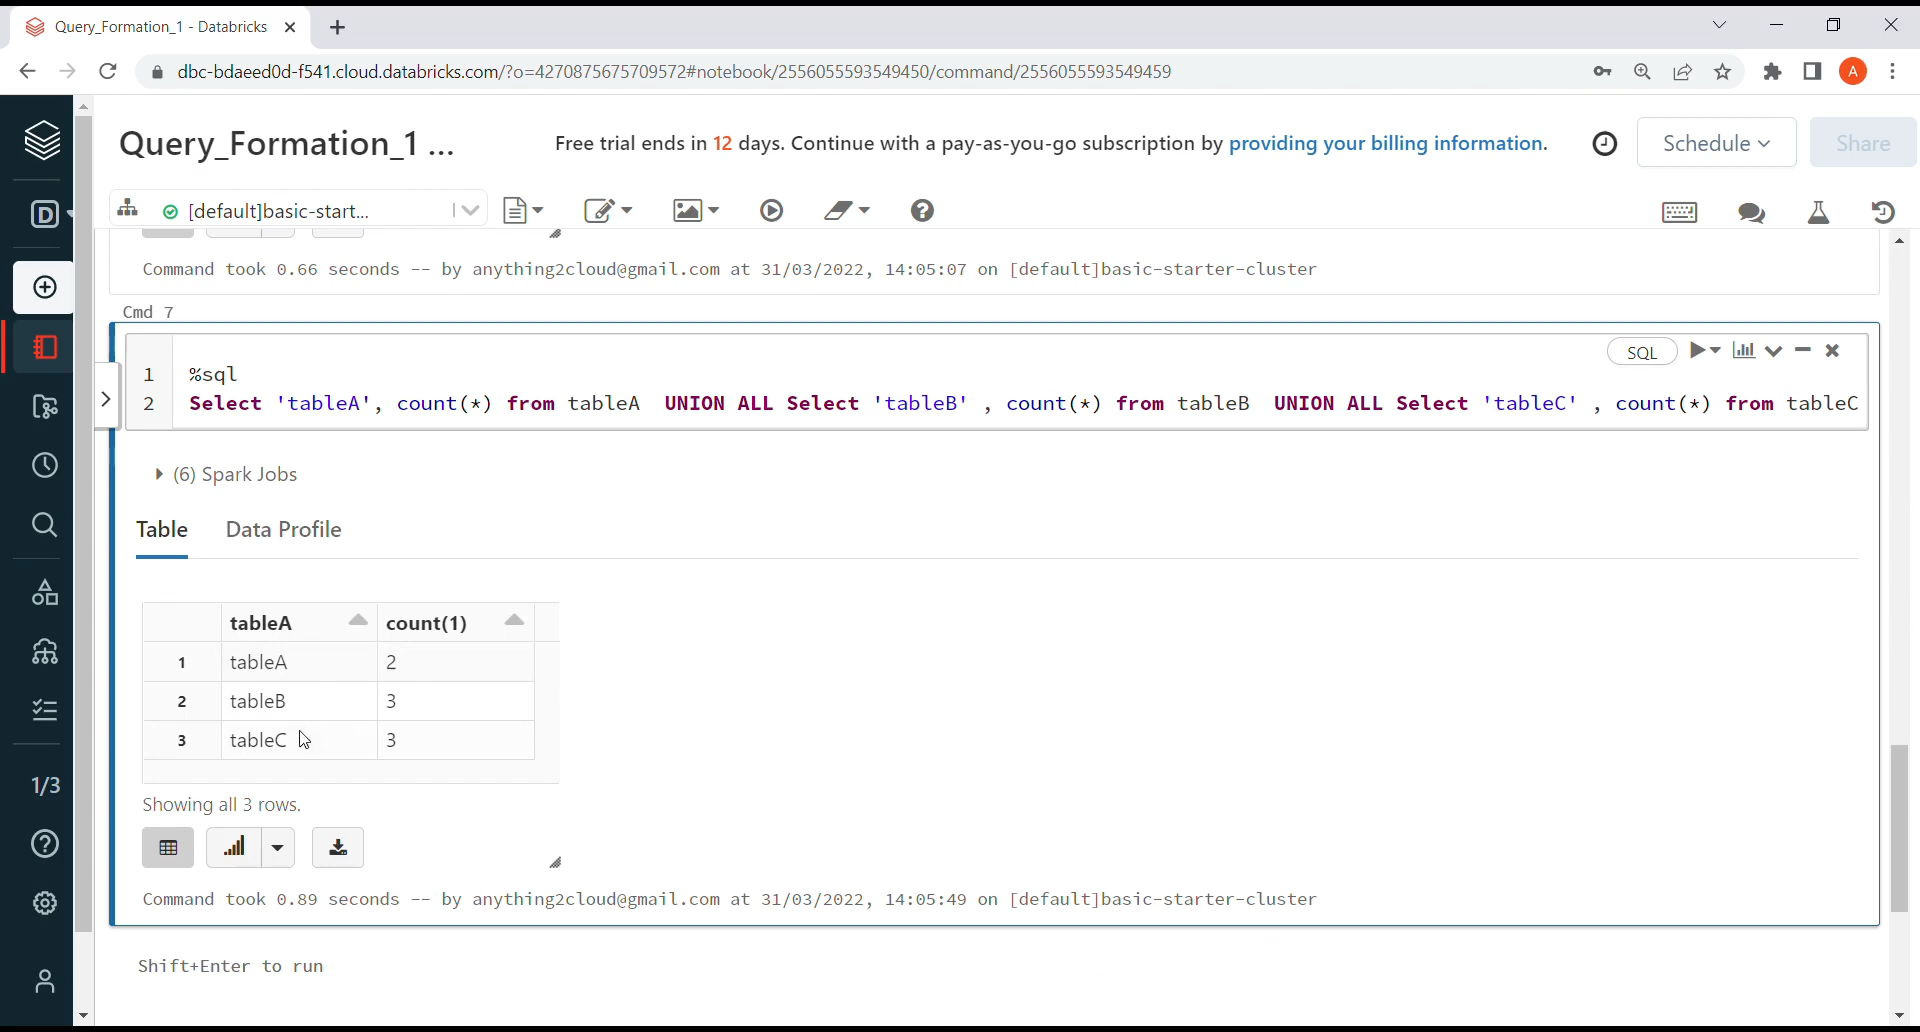 Query_Formation_1 - Databricks
dbc-bdaeed0d-f541.cloud.databricks.com/?o=4270875675709572#notebook/2556055593549450/command/2556055593549459
A
Query_Formation_1 ...
Free trial ends in 12 days. Continue with a pay-as-you-go subscription by providing your billing information.
Schedule
Share
D
[default]basic-start...
Command took 0.66 seconds -- by anything2cloud@gmail.com at 31/03/2022, 14:05:07 on [default]basic-starter-cluster
Cmd 7
SQL
1 %sql
2 Select 'tableA', count(*) from tableA  UNION ALL Select 'tableB' , count(*) from tableB  UNION ALL Select 'tableC' , count(*) from tableC
(6) Spark Jobs
Table Data Profile
tableA count(1)
1 tableA 2
2 tableB 3
3 tableC 3
1/3
Showing all 3 rows.
Command took 0.89 seconds -- by anything2cloud@gmail.com at 31/03/2022, 14:05:49 on [default]basic-starter-cluster
Shift+Enter to run